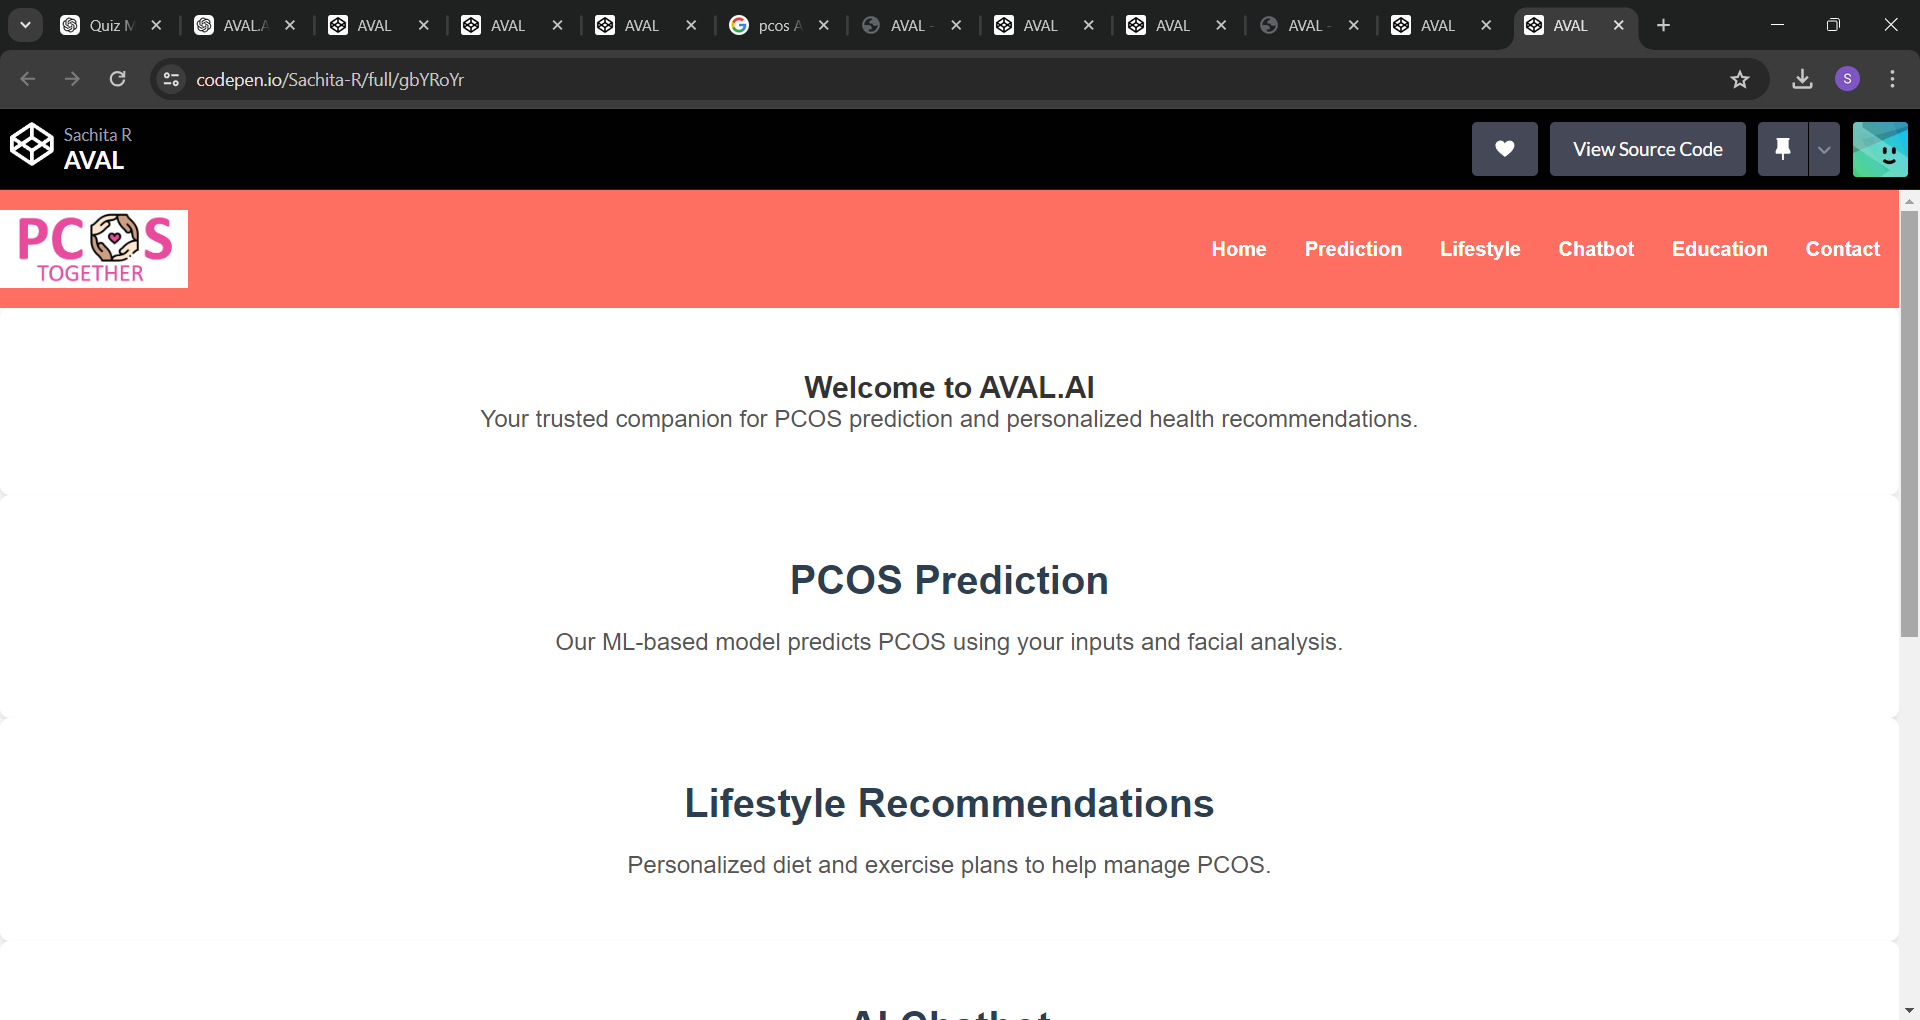 Quiz M
AVAL.A
AVAL
AVAL
AVAL
pcos A
AVAL -
AVAL
AVAL
AVAL -
AVAL
AVAL
codepen.io/Sachita-R/full/gbYRoYr
S
Sachita R
AVAL
View Source Code
PCOS
TOGETHER
Home Prediction Lifestyle Chatbot Education Contact
Welcome to AVAL.AI
Your trusted companion for PCOS prediction and personalized health recommendations.
PCOS Prediction
Our ML-based model predicts PCOS using your inputs and facial analysis.
Lifestyle Recommendations
Personalized diet and exercise plans to help manage PCOS.
AI Chatbot